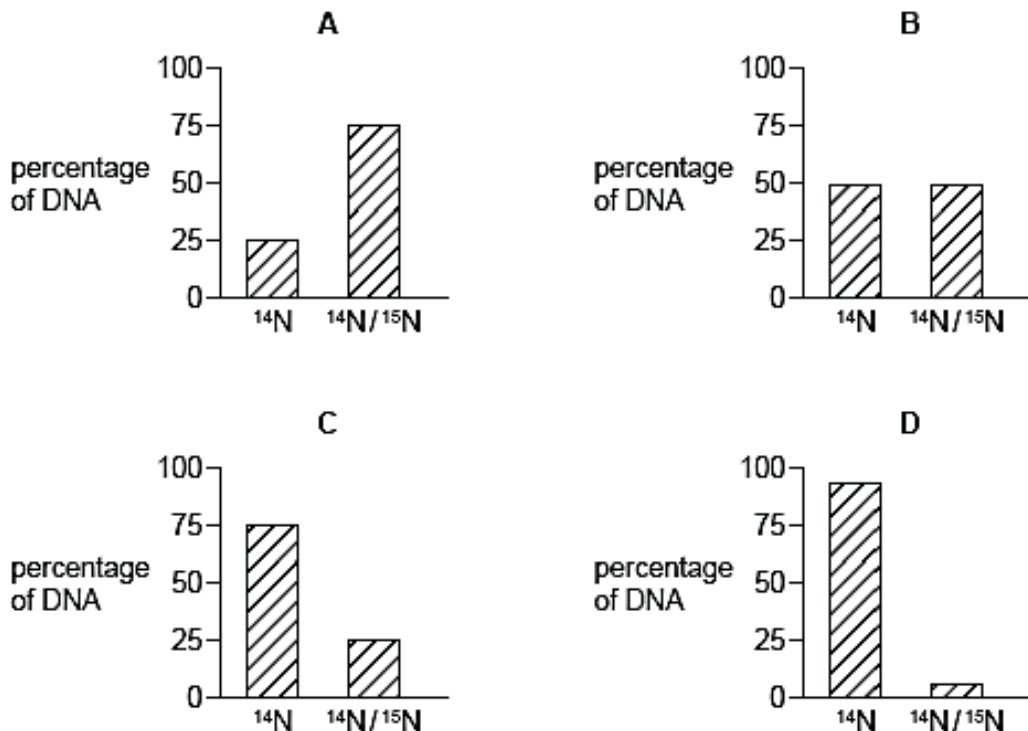 A
100
75
50
25
0
percentage
of DNA
¹⁴N
¹⁴N/¹⁵N
B
100
75
50
25
0
percentage
of DNA
¹⁴N
¹⁴N/¹⁵N
C
100
75
50
25
0
percentage
of DNA
¹⁴N
¹⁴N/¹⁵N
D
100
75
50
25
0
percentage
of DNA
¹⁴N
¹⁴N/¹⁵N